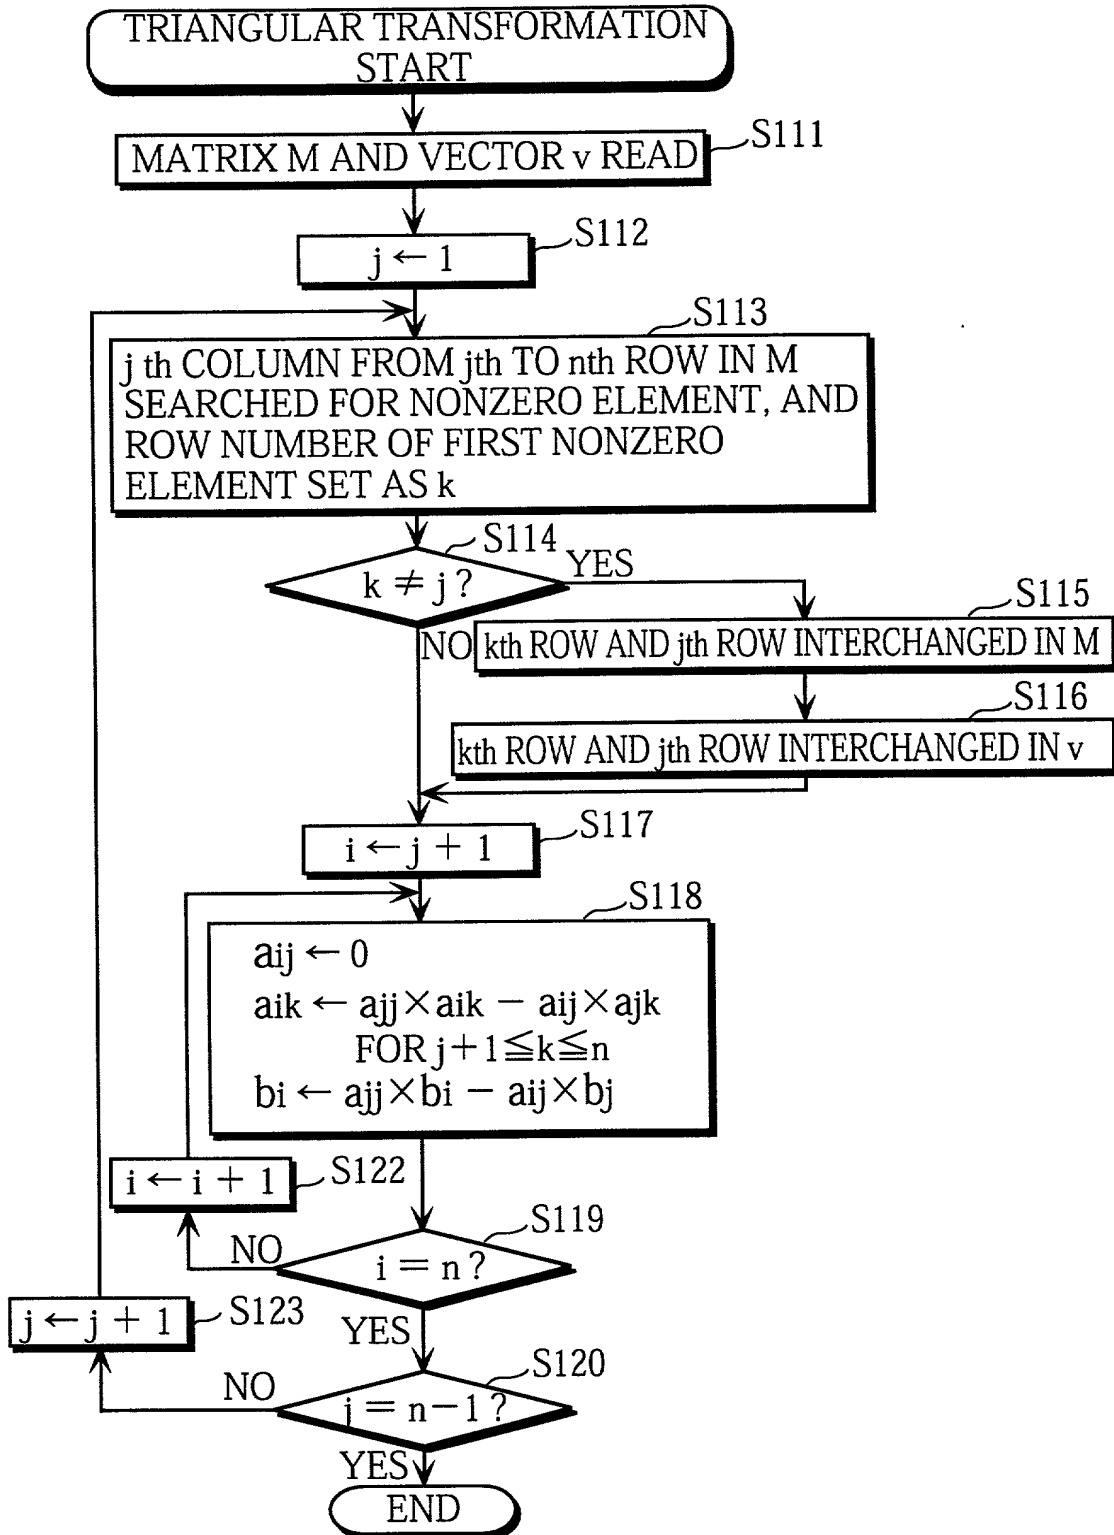 TRIANGULAR TRANSFORMATION
START
S111
MATRIX M AND VECTOR v READ
S112
j ← 1
S113
j th COLUMN FROM jth TO nth ROW IN M
SEARCHED FOR NONZERO ELEMENT, AND
ROW NUMBER OF FIRST NONZERO
ELEMENT SET AS k
S114
k ≠ j ?
YES
NO
S115
kth ROW AND jth ROW INTERCHANGED IN M
S116
kth ROW AND jth ROW INTERCHANGED IN v
S117
i ← j + 1
S118
aij ← 0
aik ← ajj × aik − aij × ajk
FOR j+1≦k≦n
bi ← ajj × bi − aij × bj
S122
i ← i + 1
S119
i = n ?
NO
YES
S123
j ← j + 1
S120
j = n−1 ?
NO
YES
END